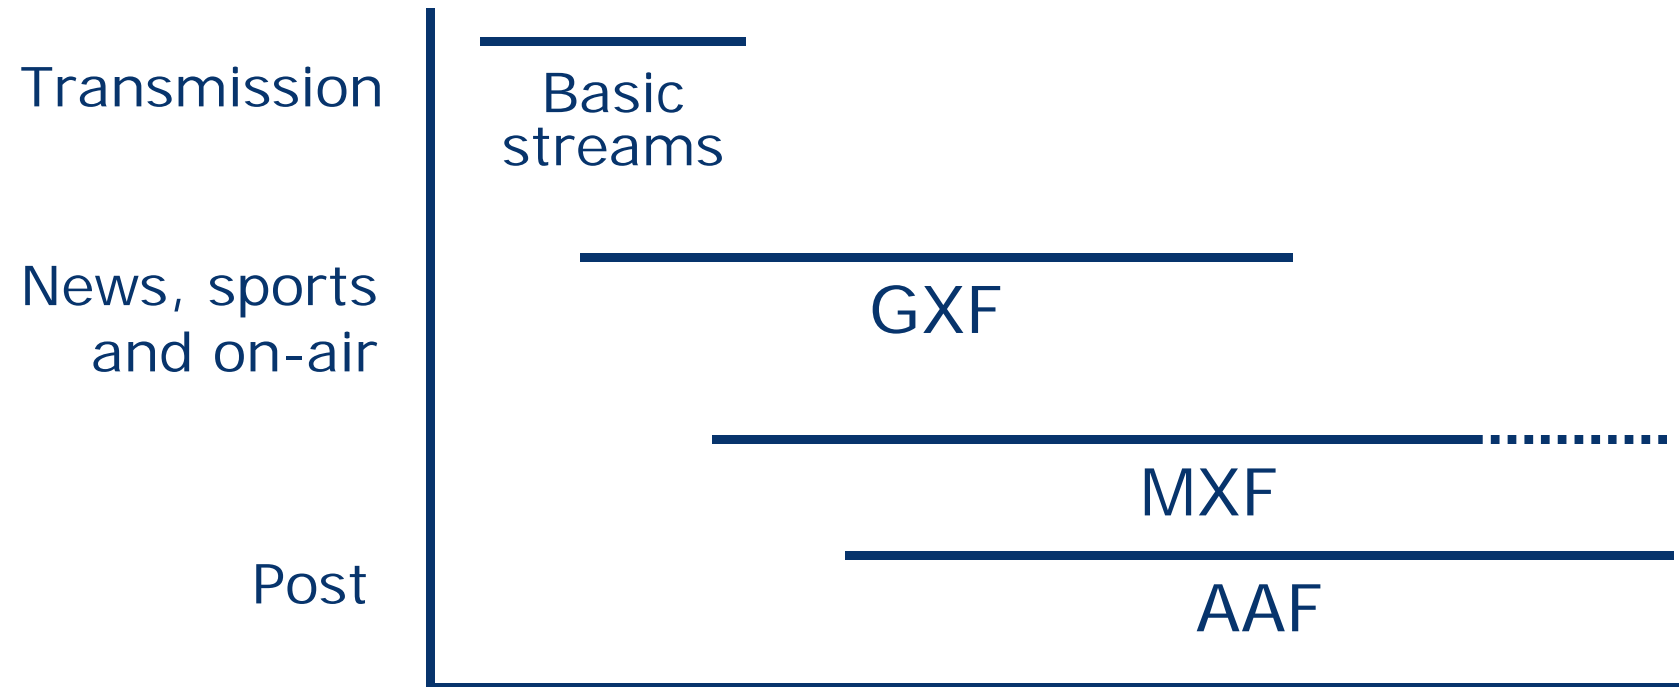 Transmission
Basic
streams
News, sports
and on-air
GXF
MXF
Post
AAF